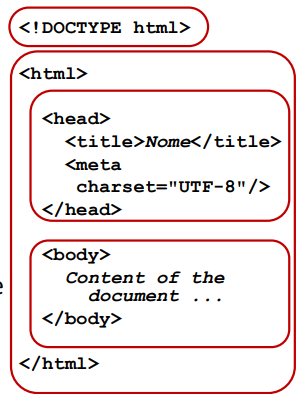 <!DOCTYPE html>
<html>
<head>
<title>Nome</title>
<meta
charset="UTF-8"/>
</head>
<body>
Content of the
document ...
</body>
</html>